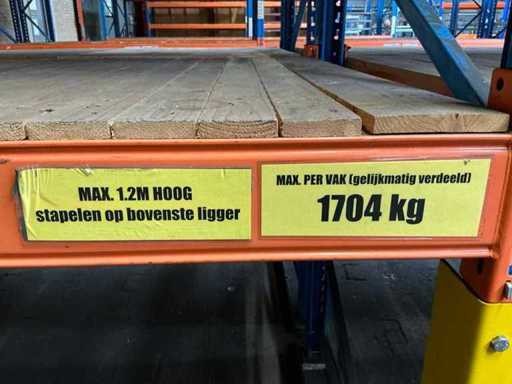 MAX. 1.2M HOOG
stapelen op bovenste ligger
MAX. PER VAK (gelijkmatig verdeeld)
1704 kg